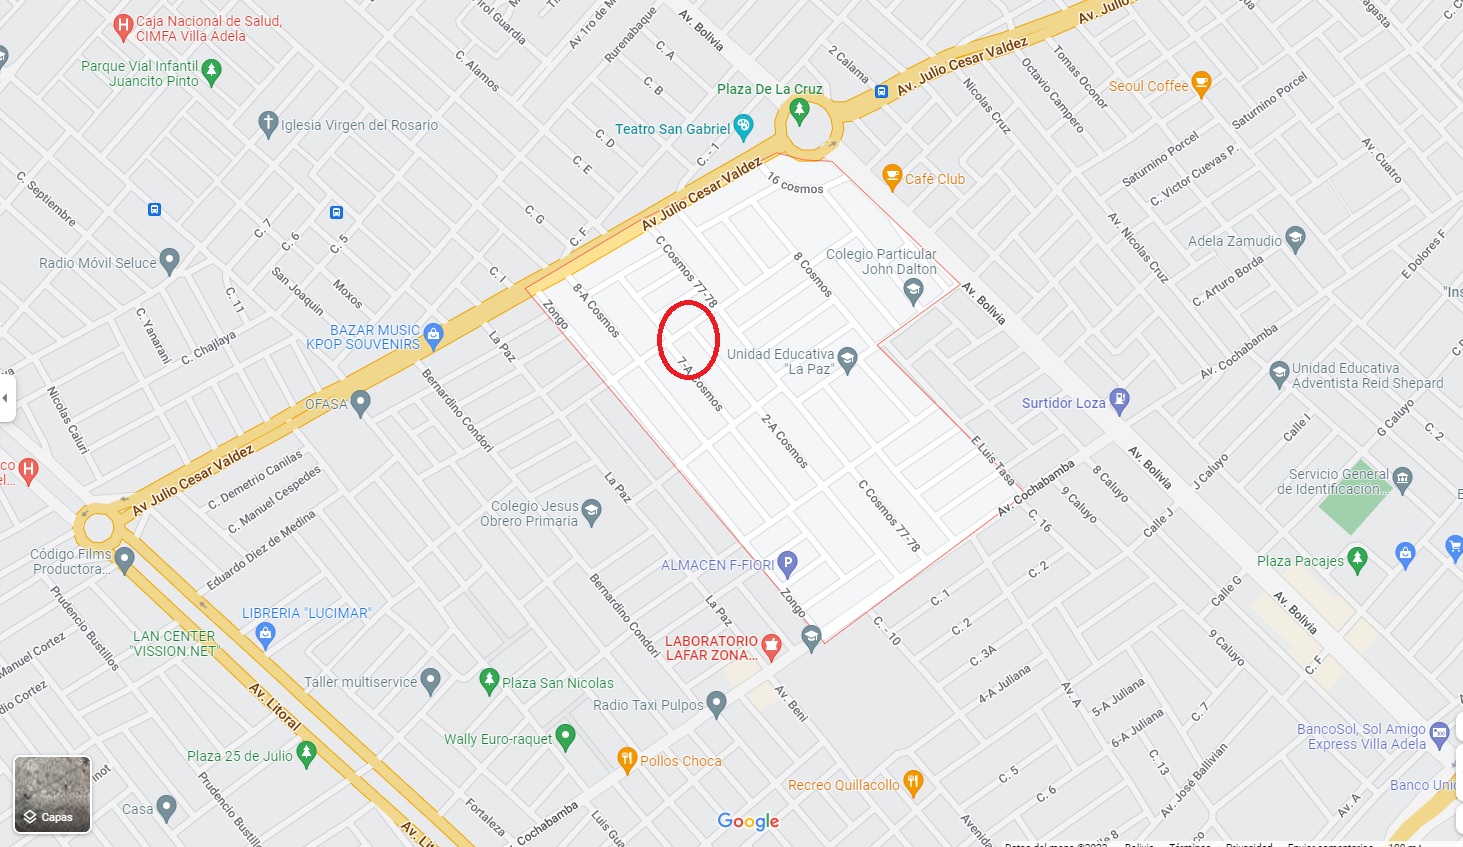 Caja Nacional de Salud,
CIMFA Villa Adela
Parque Vial Infantil
Juancito Pinto
Iglesia Virgen del Rosario
C. Septiembre
Radio Móvil Seluce
C. 7
C. 6
C. 5
San Joaquin
Moxos
C. 11
C. Yanarani
C. Chajlaya
Nicolas Caluri
BAZAR MUSIC
KPOP SOUVENIRS
OFASA
C. Alamos
Av 1ro de M
Rurenabaque
C. A
C. B
C. D
C. E
C. G
C. F
C. I
C. - 1
Av. Bolivia
2 Calama
Plaza De La Cruz
Teatro San Gabriel
Av Julio Cesar Valdez
Av. Julio Cesar Valdez
Av. Julio
Tomas Oconor
Octavio Campero
Nicolas Cruz
Seoul Coffee
Saturnino Porcel
Saturnino Porcel
C. Victor Cuevas P.
Av. Cuatro
Café Club
16 cosmos
C Cosmos 77-78
8 Cosmos
Colegio Particular
John Dalton
Av. Nicolas Cruz
Adela Zamudio
C. Arturo Borda
E Dolores F
"Ins
8-A Cosmos
Zongo
La Paz
7-A Cosmos
Unidad Educativa
"La Paz"
Av. Bolivia
Av. Cochabamba
Unidad Educativa
Adventista Reid Shepard
Surtidor Loza
G Caluyo
Calle I
C. 2
Bernardino Condori
2-A Cosmos
E Luis Tasa
Av. Cochabamba
Av. Bolivia
8 Caluyo
J Caluyo
9 Caluyo
Calle J
Servicio General
de Identificación...
Av Julio Cesar Valdez
C. Demetrio Canilas
C. Manuel Cespedes
Eduardo Diez de Medina
La Paz
Colegio Jesus
Obrero Primaria
C Cosmos 77-78
C. 16
Plaza Pacajes
Código Films
Productora...
ALMACEN F-FIORI
Zongo
C. 2
C. 1
Calle G
Av. Bolivia
Prudencio Bustillos
LIBRERIA "LUCIMAR"
LAN CENTER
"VISSION.NET"
Bernardino Condori
La Paz
LABORATORIO
LAFAR ZONA...
C. - 10
C. 2
C. 3A
9 Caluyo
C. F
Manuel Cortez
Taller multiservice
Plaza San Nicolas
Radio Taxi Pulpos
Av. Beni
4-A Juliana
Av. A
5-A Juliana
6-A Juliana
C. 7
Av. Litoral
Wally Euro-raquet
Plaza 25 de Julio
Pollos Choca
Recreo Quillacollo
C. 5
C. 6
C. 13
Av. José Ballivian
BancoSol, Sol Amigo
Express Villa Adela
Banco Uni
Av. A
Capas
Casa
Prudencio Bustill
Av. Lit
Fortaleza
Cochabamba
Luis Gu
Google
Avenida